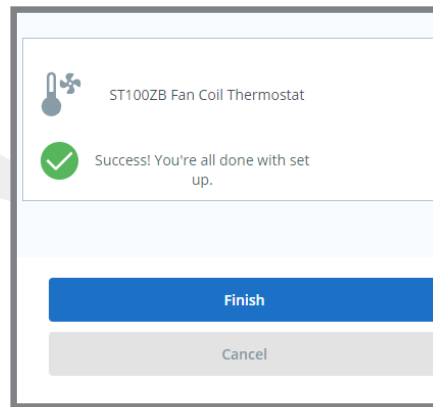 ST100ZB Fan Coil Thermostat
Success! You're all done with set
up.
Finish
Cancel